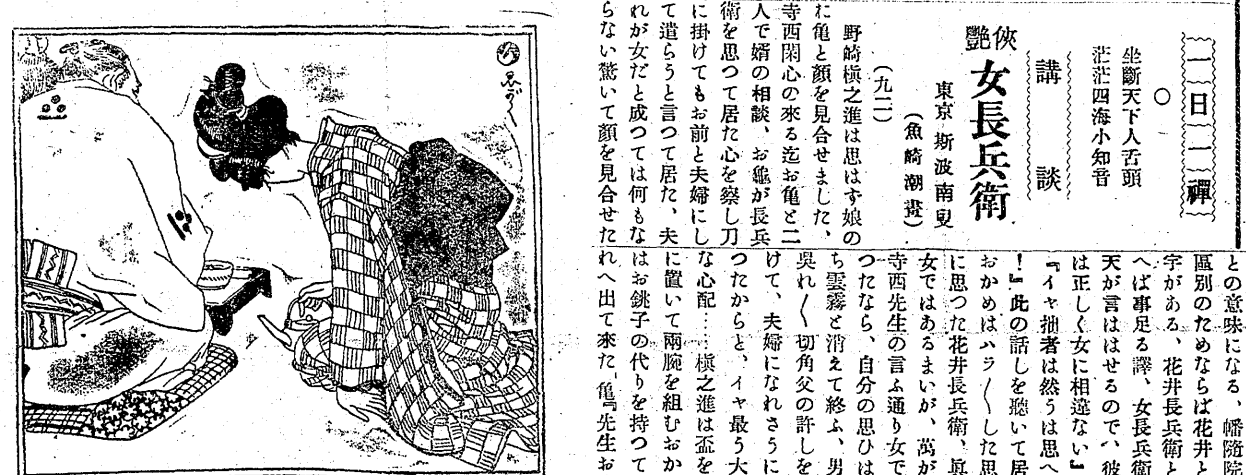 一日一禪
○
坐斷天下人舌頭
茫茫四海小知音
講談
侠艶 女長兵衛
東京 斯波南叟
(魚崎潮畫)
(九二)
野崎槇之進は思はず娘の
に亀と顔を見合せました、
寺西閑心の來る迄お亀と二
人で婿の相談、お龜が長兵
衛を思つて居た心を察し刀
に掛けてもお前と夫婦にし
て遣らうと言つて居た、夫
れが女だと成つては何もな
らない驚いて顔を見合せた
との意味になる、幡隨院
區別のためならば花井と
字がある、花井長兵衛と
へば事足る譯、女長兵衛
天が言はせるので、彼
は正しく女に相違ない』
『イャ拙者は然うは思へ
！』此の話しを聽いて居
おかめはハラ〳〵した思
に思つた花井長兵衛、眞
女ではあるまいが、萬が
寺西先生の言ふ通り女で
つたなら、自分の思ひは
ち雲霧と消えて終ふ、男
呉れ〳〵切角父の許しを
けて、夫婦になれさうに
つたからと、イャ最う大
な心配……槇之進は盃を
に置いて兩腕を組むおか
はお銚子の代りを持つて
れへ出て來た、亀『先生お